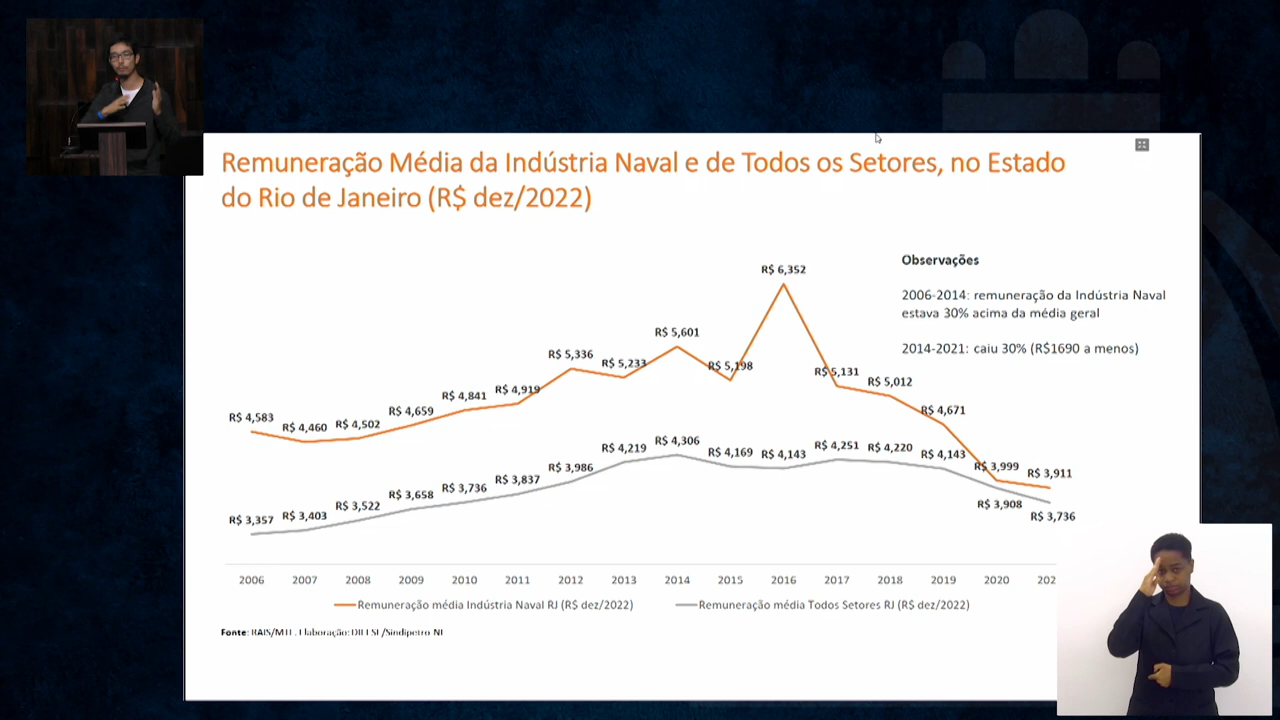 Remuneração Média da Indústria Naval e de Todos os Setores, no Estado
do Rio de Janeiro (R$ dez/2022)
Observações
2006-2014: remuneração da Indústria Naval
estava 30% acima da média geral
2014-2021: caiu 30% (R$1690 a menos)
R$ 4,583
R$ 4,460
R$ 4,502
R$ 4,659
R$ 4,841
R$ 4,919
R$ 5,336
R$ 5,233
R$ 5,601
R$ 5,198
R$ 6,352
R$ 5,131
R$ 5,012
R$ 4,671
R$ 3,999
R$ 3,911
R$ 3,357
R$ 3,403
R$ 3,522
R$ 3,658
R$ 3,736
R$ 3,837
R$ 3,986
R$ 4,219
R$ 4,306
R$ 4,169
R$ 4,143
R$ 4,251
R$ 4,220
R$ 4,143
R$ 3,908
R$ 3,736
2006 2007 2008 2009 2010 2011 2012 2013 2014 2015 2016 2017 2018 2019 2020 202
Remuneração média Indústria Naval RJ (R$ dez/2022) Remuneração média Todos Setores RJ (R$ dez/2022)
Fonte: RAIS/MTE. Elaboração: DIEESE/Sindipetro NF